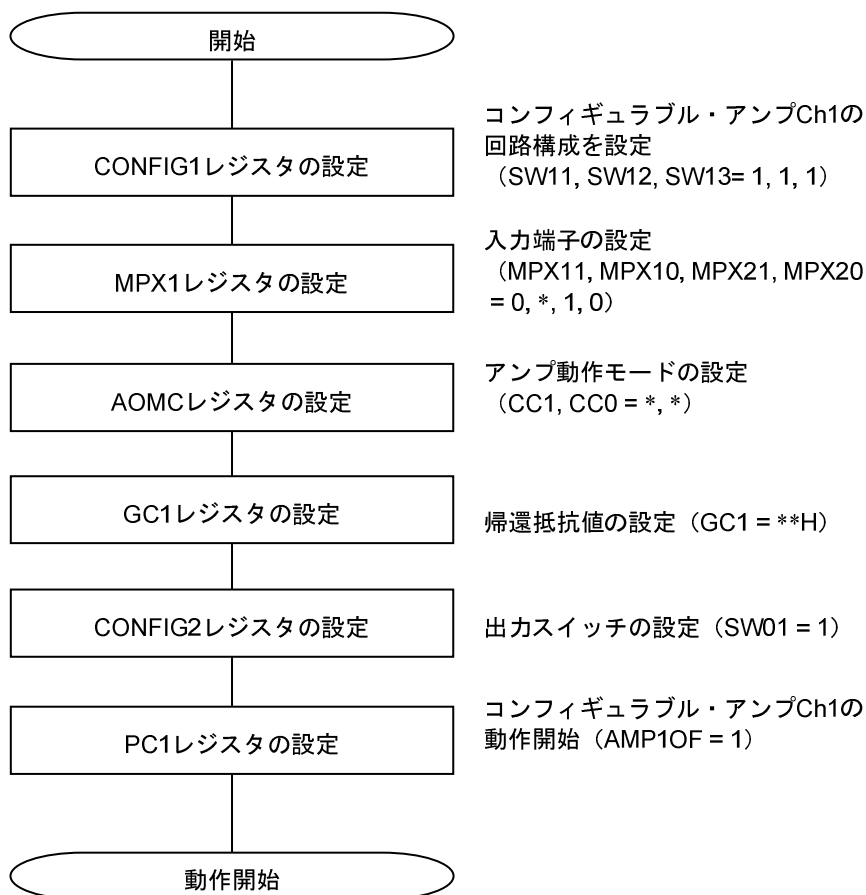 開始
CONFIG1レジスタの設定
コンフィギュラブル・アンプCh1の
回路構成を設定
（SW11, SW12, SW13= 1, 1, 1）
MPX1レジスタの設定
入力端子の設定
（MPX11, MPX10, MPX21, MPX20
= 0, *, 1, 0）
AOMCレジスタの設定
アンプ動作モードの設定
（CC1, CC0 = *, *）
GC1レジスタの設定
帰還抵抗値の設定（GC1 = **H）
CONFIG2レジスタの設定
出力スイッチの設定（SW01 = 1）
PC1レジスタの設定
コンフィギュラブル・アンプCh1の
動作開始（AMP1OF = 1）
動作開始